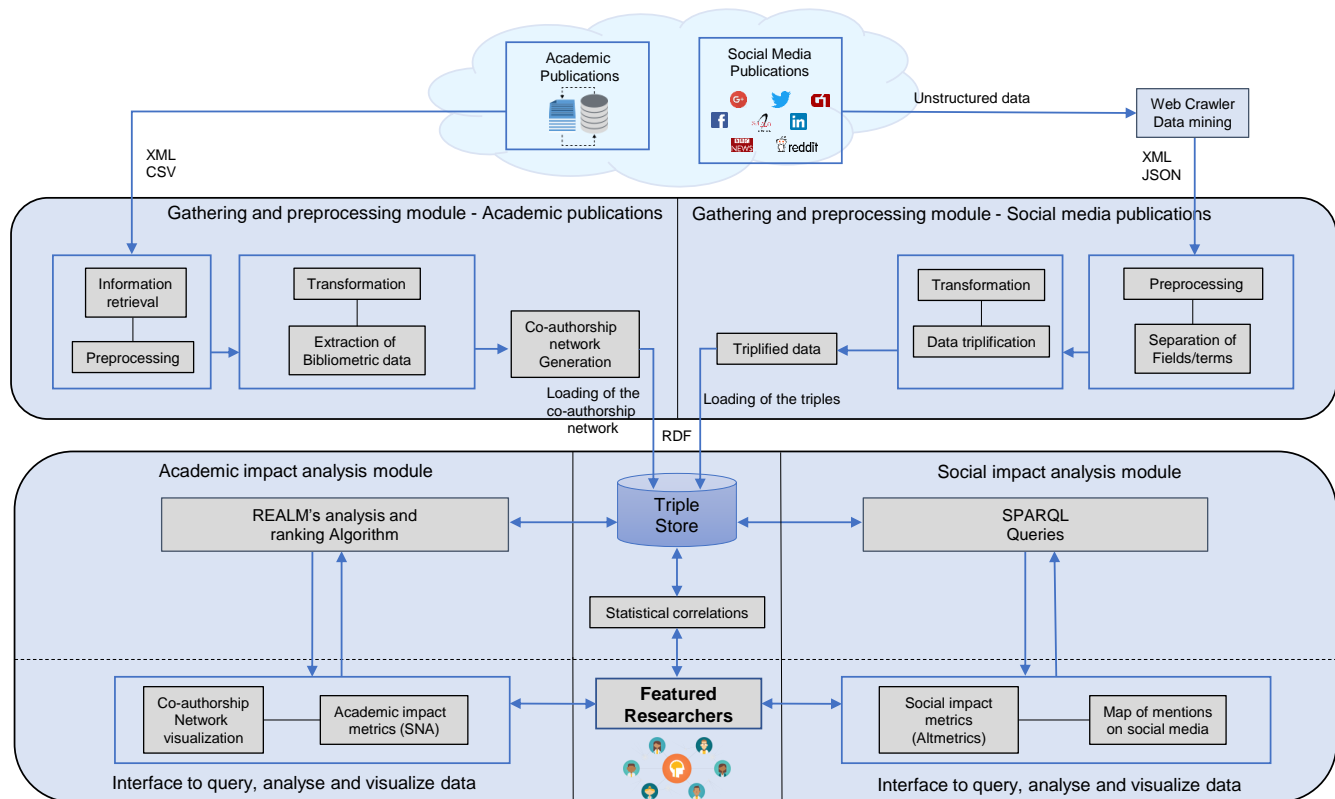 Academic
Publications
Social Media
Publications
G+
G1
f
in
BBC
NEWS
reddit
Unstructured data
Web Crawler
Data mining
XML
CSV
XML
JSON
Gathering and preprocessing module - Academic publications
Gathering and preprocessing module - Social media publications
Information
retrieval
Preprocessing
Transformation
Extraction of
Bibliometric data
Co-authorship
network
Generation
Triplified data
Transformation
Data triplification
Preprocessing
Separation of
Fields/terms
Loading of the
co-authorship
network
Loading of the triples
RDF
Academic impact analysis module
Social impact analysis module
REALM's analysis and
ranking Algorithm
Triple
Store
SPARQL
Queries
Statistical correlations
Co-authorship
Network
visualization
Academic impact
metrics (SNA)
Featured
Researchers
Social impact
metrics
(Altmetrics)
Map of mentions
on social media
Interface to query, analyse and visualize data
Interface to query, analyse and visualize data